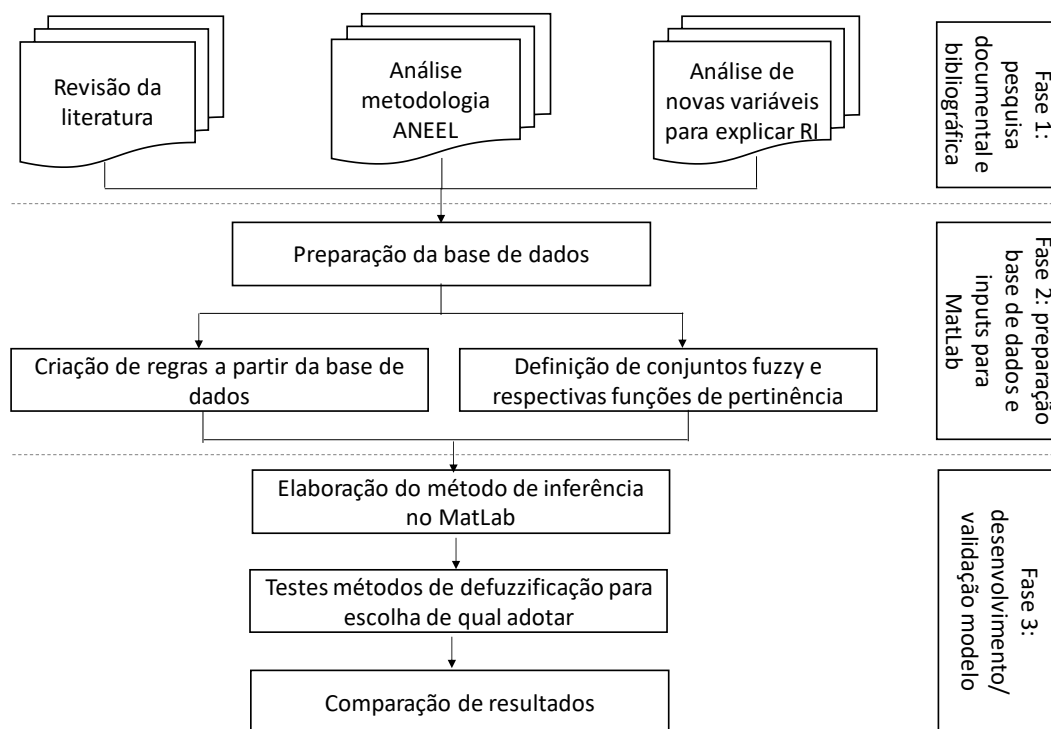 Revisão da
literatura
Análise
metodologia
ANEEL
Análise de
novas variáveis
para explicar RI
Fase 1:
pesquisa
documental e
bibliográfica
Preparação da base de dados
Criação de regras a partir da base de
dados
Definição de conjuntos fuzzy e
respectivas funções de pertinência
Fase 2: preparação
base de dados e
inputs para
MatLab
Elaboração do método de inferência
no MatLab
Testes métodos de defuzzificação para
escolha de qual adotar
Comparação de resultados
Fase 3:
desenvolvimento/
validação modelo